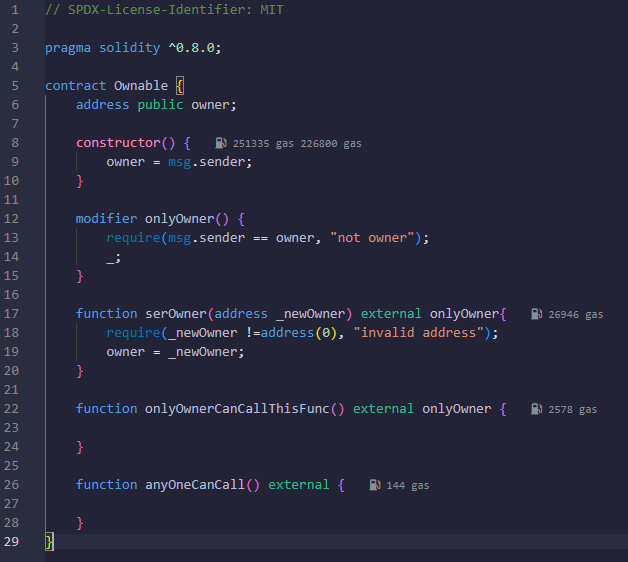 1 // SPDX-License-Identifier: MIT
2
3 pragma solidity ^0.8.0;
4
5 contract Ownable {
6     address public owner;
7
8     constructor() { 251335 gas 226800 gas
9         owner = msg.sender;
10     }
11
12     modifier onlyOwner() {
13         require(msg.sender == owner, "not owner");
14         _;
15     }
16
17     function serOwner(address _newOwner) external onlyOwner{ 26946 gas
18         require(_newOwner !=address(0), "invalid address");
19         owner = _newOwner;
20     }
21
22     function onlyOwnerCanCallThisFunc() external onlyOwner { 2578 gas
23
24     }
25
26     function anyOneCanCall() external { 144 gas
27
28     }
29 }